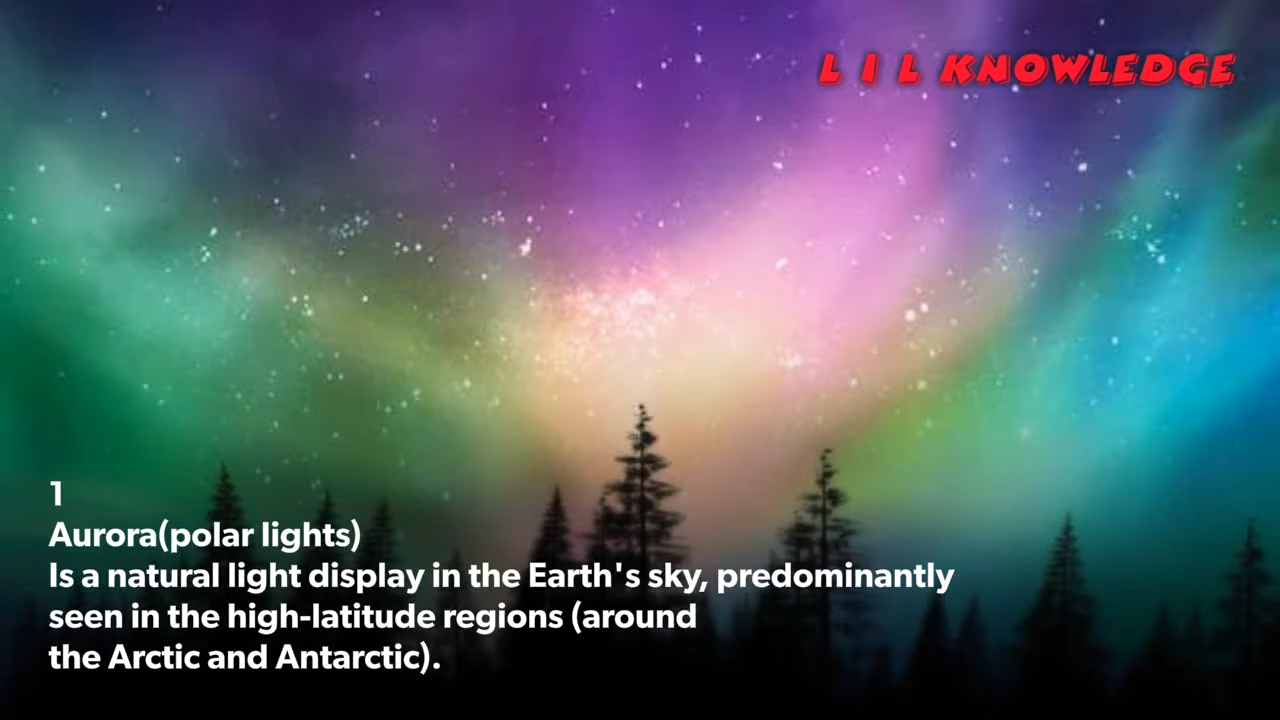 L I L KNOWLEDGE
1
Aurora(polar lights)
Is a natural light display in the Earth's sky, predominantly
seen in the high-latitude regions (around
the Arctic and Antarctic).